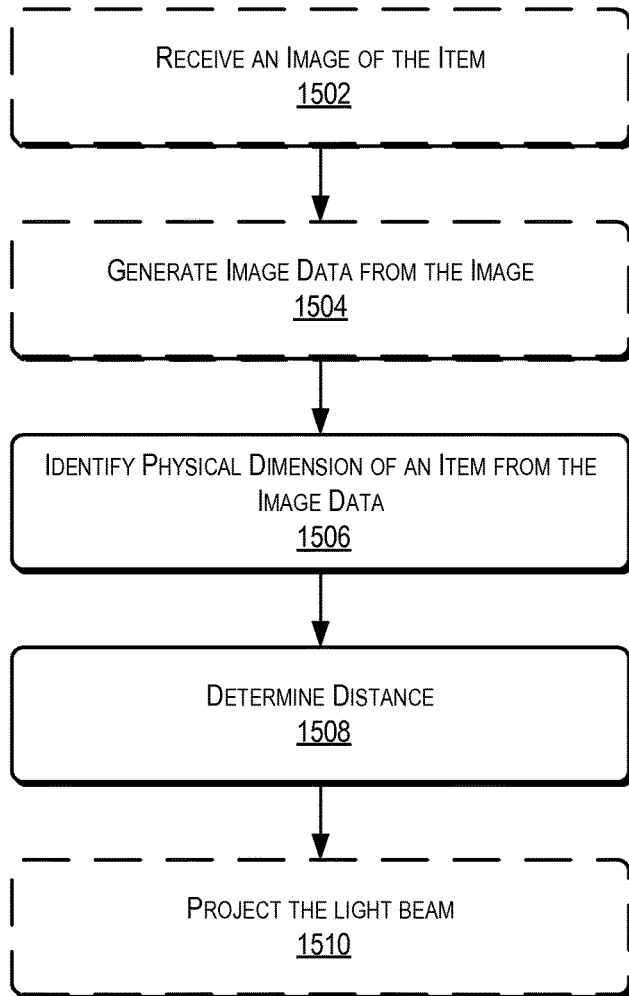 RECEIVE AN IMAGE OF THE ITEM
1502
GENERATE IMAGE DATA FROM THE IMAGE
1504
IDENTIFY PHYSICAL DIMENSION OF AN ITEM FROM THE
IMAGE DATA
1506
DETERMINE DISTANCE
1508
PROJECT THE LIGHT BEAM
1510